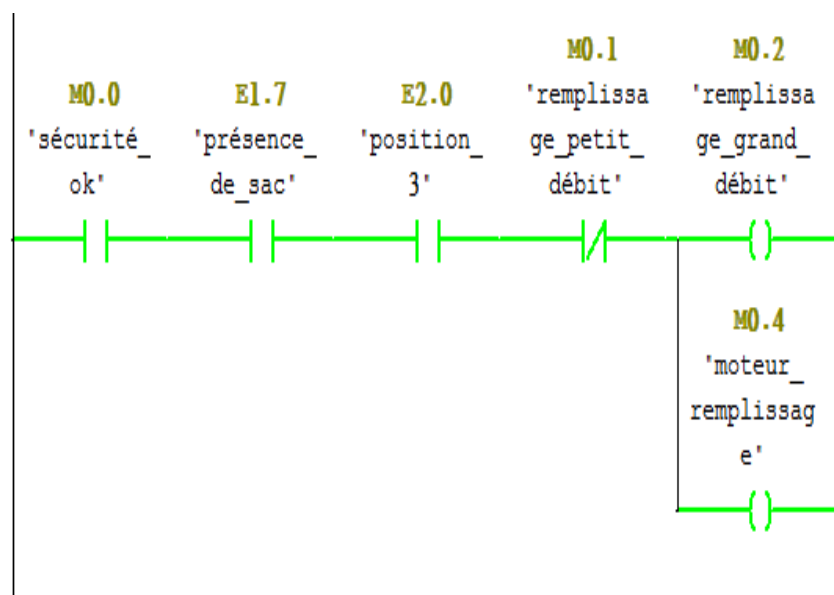 M0.0
'sécurité_
ok'
E1.7
'présence_
de_sac'
E2.0
'position_
3'
M0.1
'remplissa
ge_petit_
débit'
M0.2
'remplissa
ge_grand_
débit'
M0.4
'moteur_
remplissag
e'